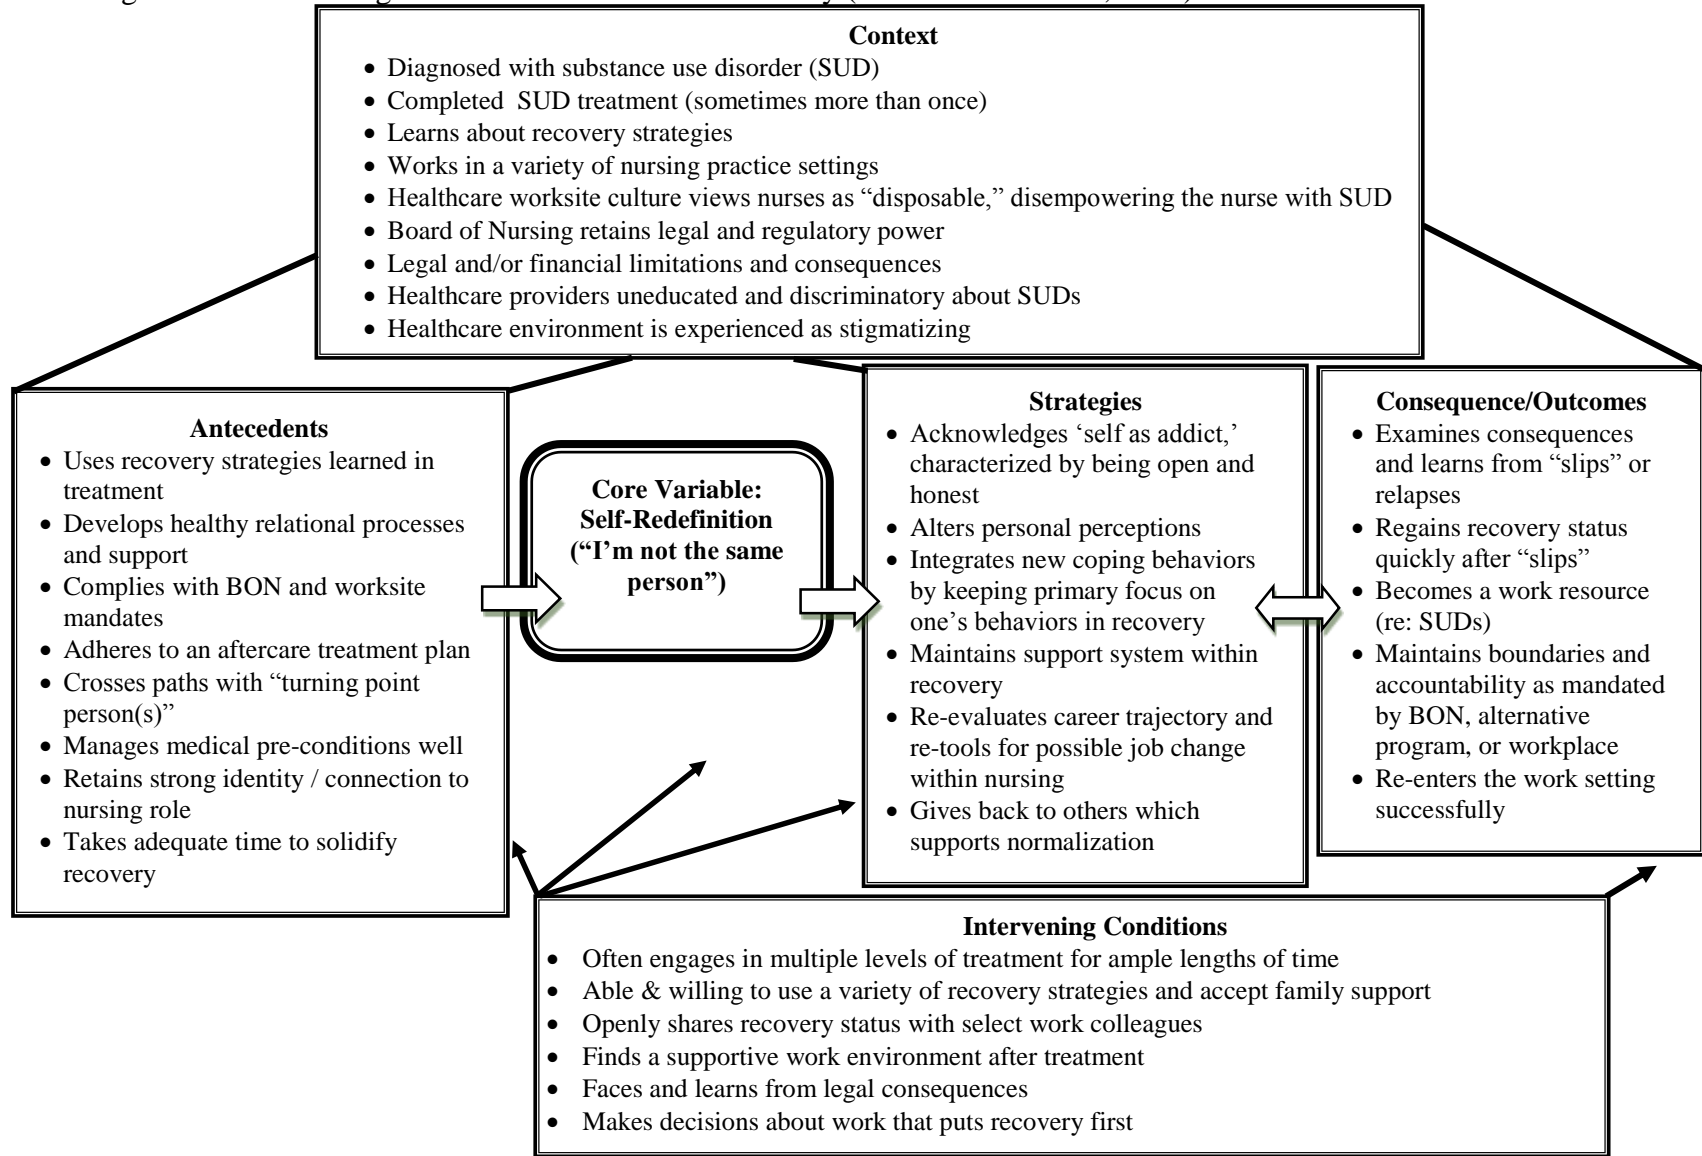 Context
• Diagnosed with substance use disorder (SUD)
• Completed SUD treatment (sometimes more than once)
• Learns about recovery strategies
• Works in a variety of nursing practice settings
• Healthcare worksite culture views nurses as “disposable,” disempowering the nurse with SUD
• Board of Nursing retains legal and regulatory power
• Legal and/or financial limitations and consequences
• Healthcare providers uneducated and discriminatory about SUDs
• Healthcare environment is experienced as stigmatizing
Antecedents
• Uses recovery strategies learned in
treatment
• Develops healthy relational processes
and support
• Complies with BON and worksite
mandates
• Adheres to an aftercare treatment plan
• Crosses paths with “turning point
person(s)”
• Manages medical pre-conditions well
• Retains strong identity / connection to
nursing role
• Takes adequate time to solidify
recovery
Core Variable:
Self-Redefinition
(“I’m not the same
person”)
Strategies
• Acknowledges ‘self as addict,’
characterized by being open and
honest
• Alters personal perceptions
• Integrates new coping behaviors
by keeping primary focus on
one’s behaviors in recovery
• Maintains support system within
recovery
• Re-evaluates career trajectory and
re-tools for possible job change
within nursing
• Gives back to others which
supports normalization
Consequence/Outcomes
• Examines consequences
and learns from “slips” or
relapses
• Regains recovery status
quickly after “slips”
• Becomes a work resource
(re: SUDs)
• Maintains boundaries and
accountability as mandated
by BON, alternative
program, or workplace
• Re-enters the work setting
successfully
Intervening Conditions
• Often engages in multiple levels of treatment for ample lengths of time
• Able & willing to use a variety of recovery strategies and accept family support
• Openly shares recovery status with select work colleagues
• Finds a supportive work environment after treatment
• Faces and learns from legal consequences
• Makes decisions about work that puts recovery first